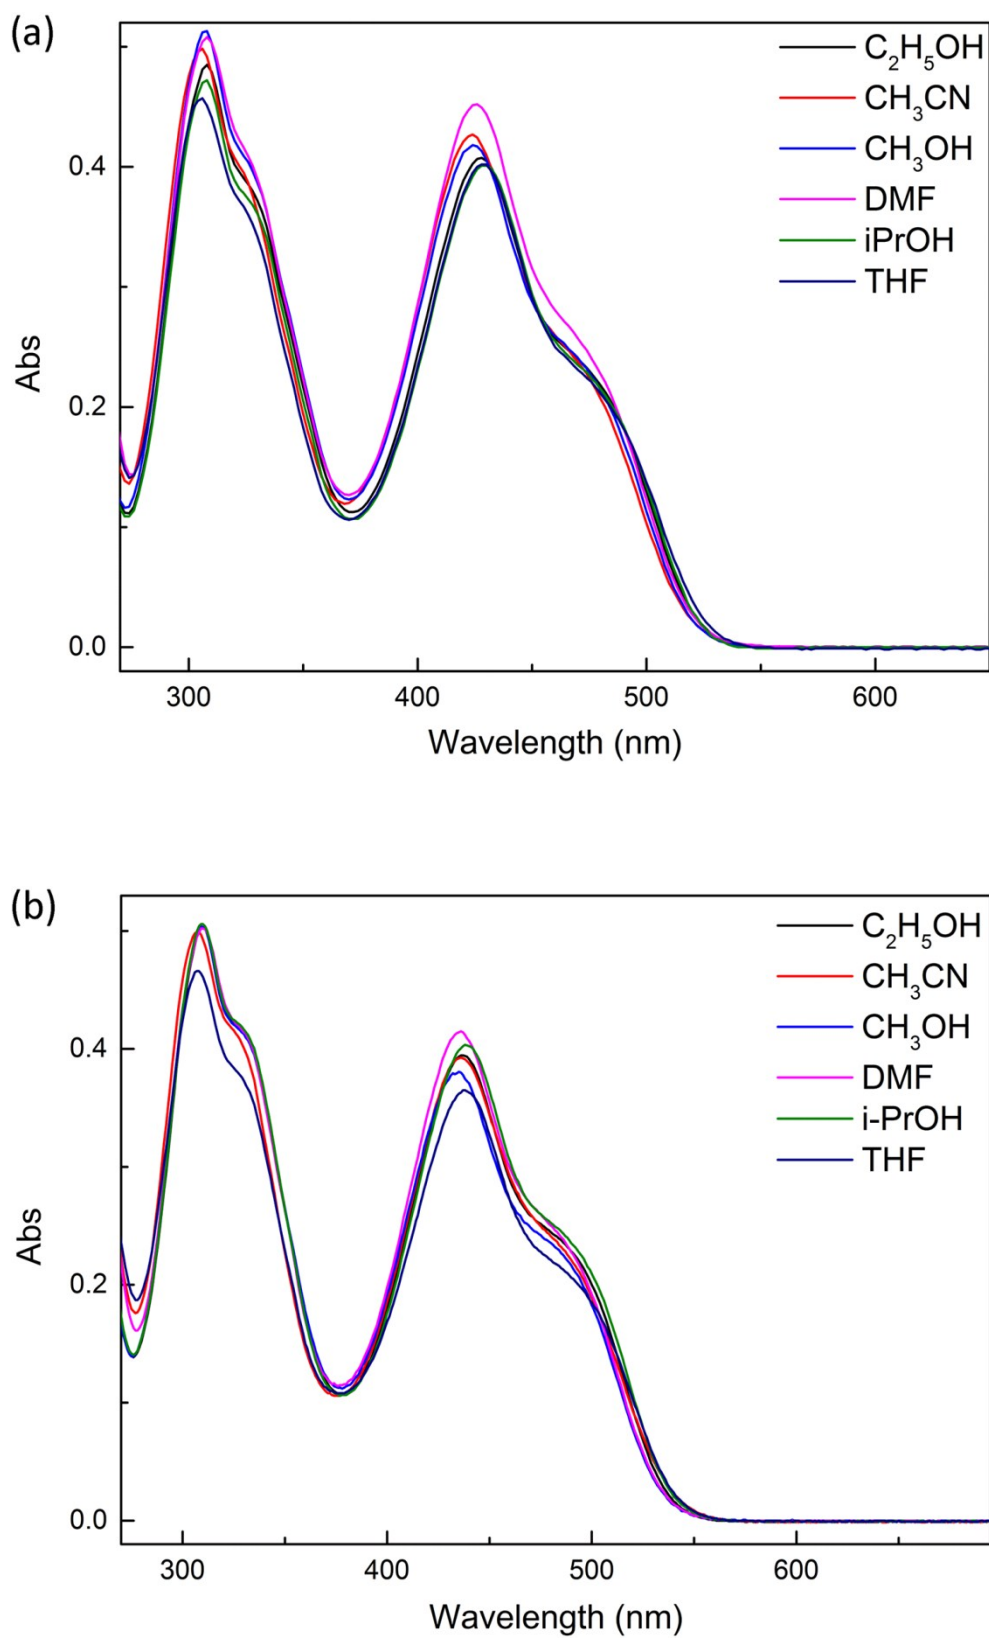 (a)
C₂H₅OH
CH₃CN
CH₃OH
DMF
iPrOH
THF
0.4
0.2
0.0
Abs
300 400 500 600
Wavelength (nm)
(b)
C₂H₅OH
CH₃CN
CH₃OH
DMF
i-PrOH
THF
0.4
0.2
0.0
Abs
300 400 500 600
Wavelength (nm)